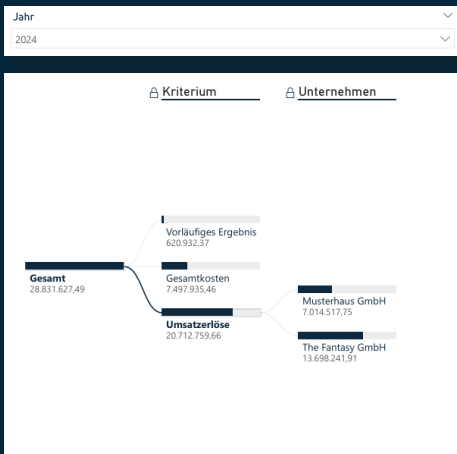 Jahr
2024
Kriterium
Unternehmen
Vorläufiges Ergebnis
620.932,37
Gesamt
28.831.627,49
Gesamtkosten
7.497.935,46
Umsatzerlöse
20.712.759,66
Musterhaus GmbH
7.014.517,75
The Fantasy GmbH
13.698.241,91